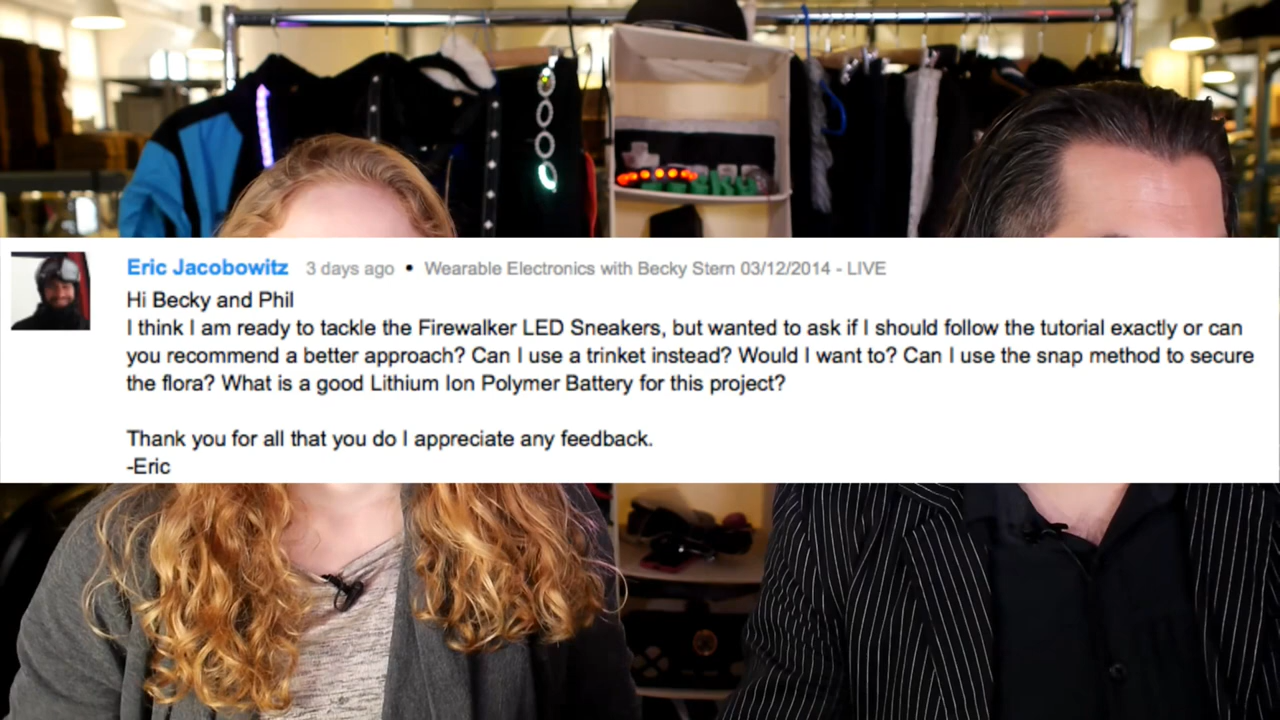 Eric Jacobowitz 3 days ago • Wearable Electronics with Becky Stern 03/12/2014 - LIVE
Hi Becky and Phil
I think I am ready to tackle the Firewalker LED Sneakers, but wanted to ask if I should follow the tutorial exactly or can
you recommend a better approach? Can I use a trinket instead? Would I want to? Can I use the snap method to secure
the flora? What is a good Lithium Ion Polymer Battery for this project?
Thank you for all that you do I appreciate any feedback.
-Eric